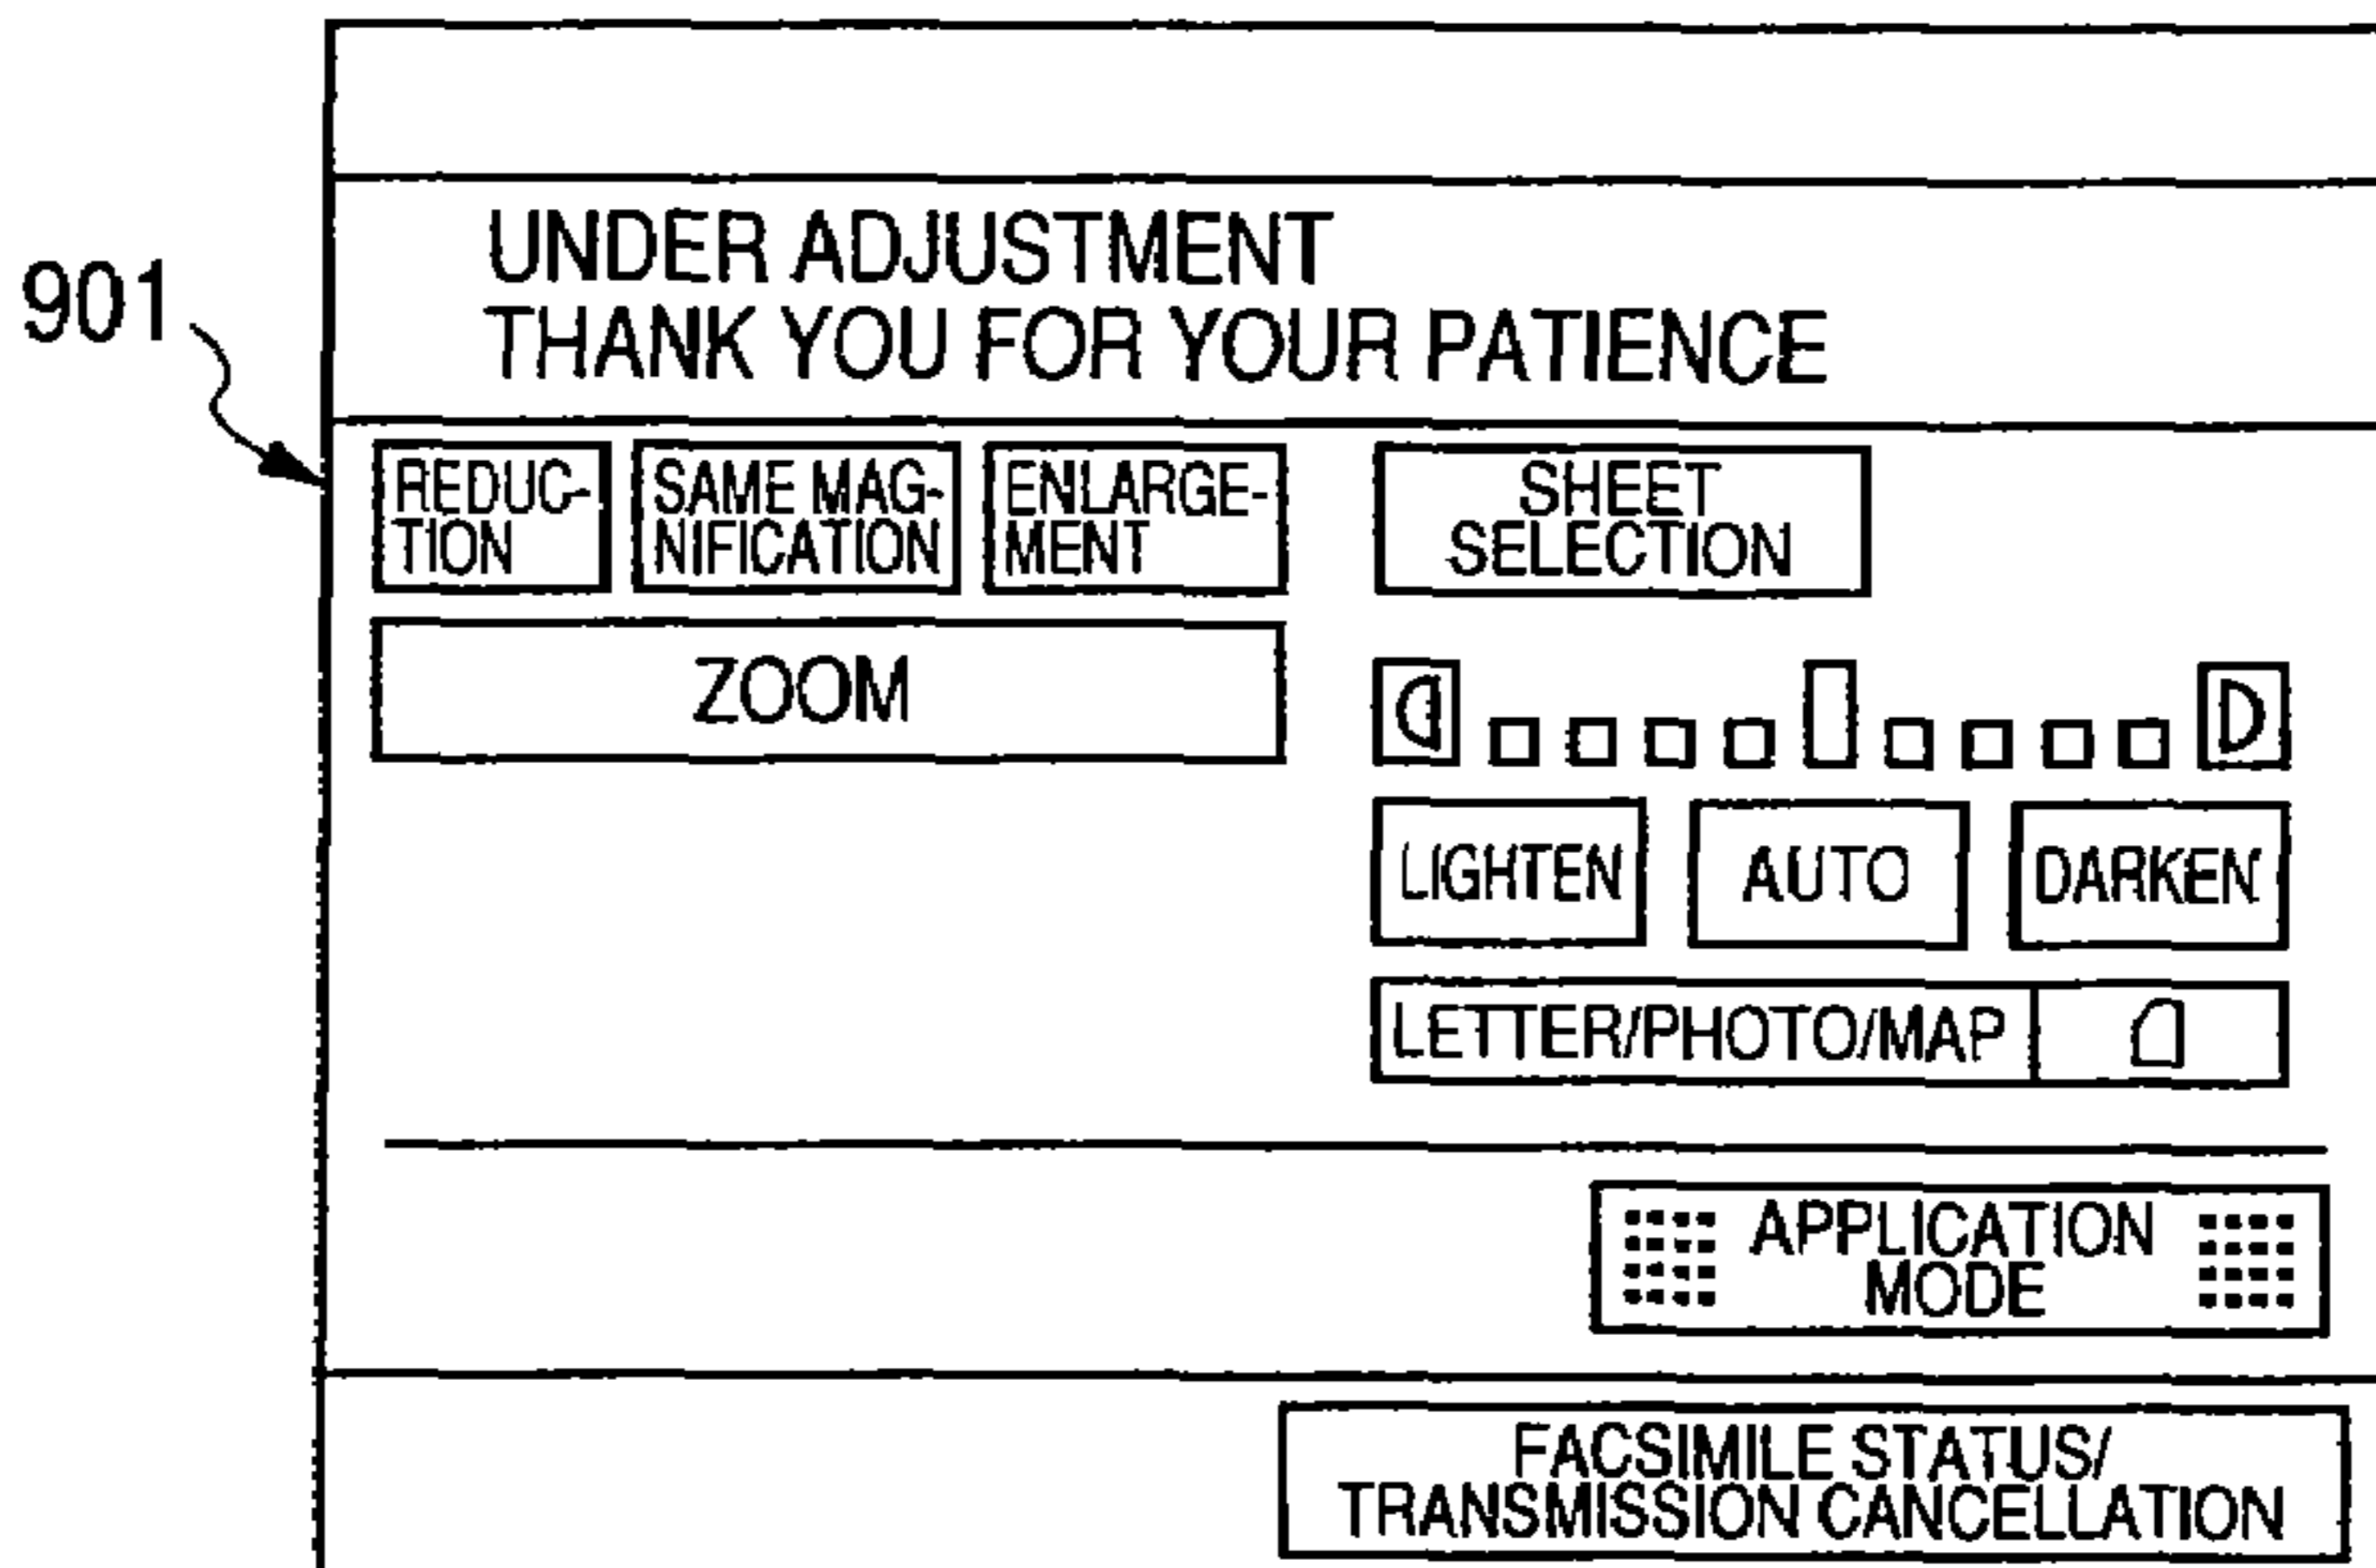 901
UNDER ADJUSTMENT
THANK YOU FOR YOUR PATIENCE
REDUC-
TION
SAME MAG-
NIFICATION
ENLARGE-
MENT
SHEET
SELECTION
ZOOM
LIGHTEN
AUTO
DARKEN
LETTER/PHOTO/MAP
APPLICATION
MODE
FACSIMILE STATUS/
TRANSMISSION CANCELLATION